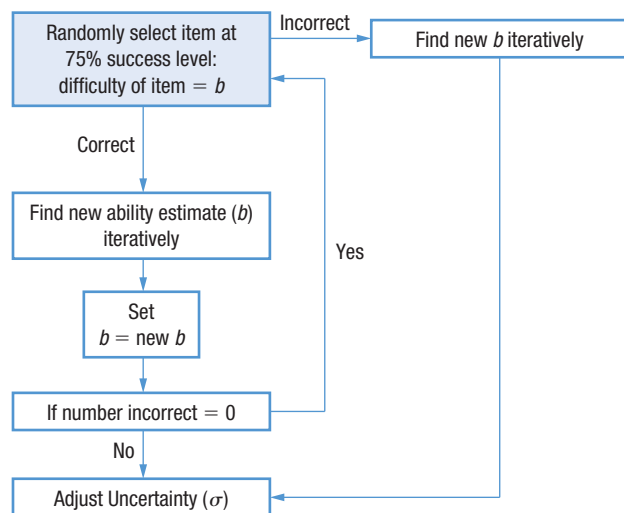 Randomly select item at
75% success level:
difficulty of item = b
Incorrect
Find new b iteratively
Correct
Find new ability estimate (b)
iteratively
Yes
Set
b = new b
If number incorrect = 0
No
Adjust Uncertainty (σ)